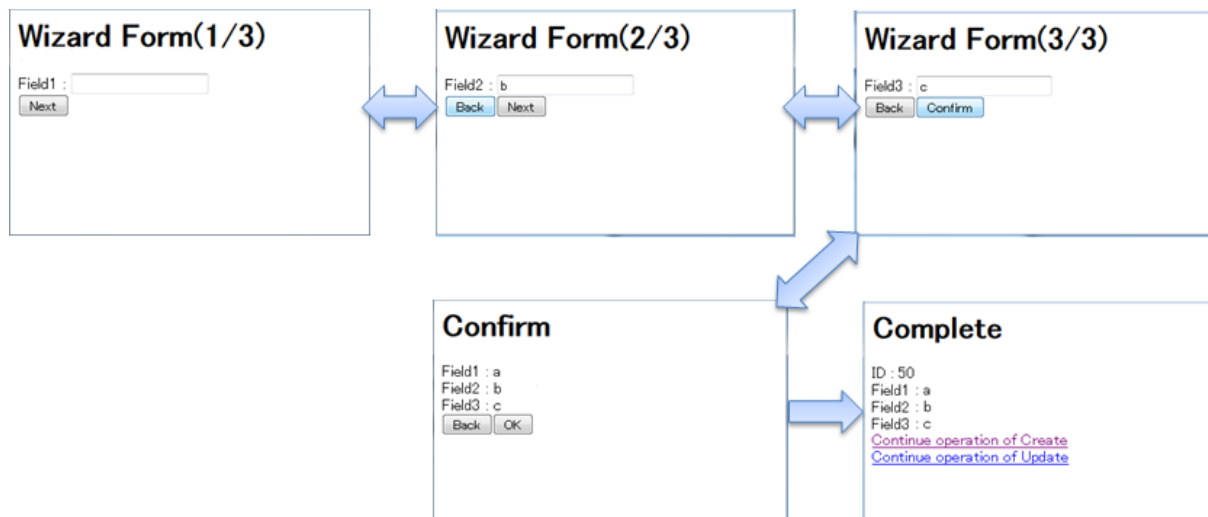 Wizard Form(1/3)
Field1 :
Next
Wizard Form(2/3)
Field2 : b
Back Next
Wizard Form(3/3)
Field3 : c
Back Confirm
Confirm
Field1 : a
Field2 : b
Field3 : c
Back OK
Complete
ID : 50
Field1 : a
Field2 : b
Field3 : c
Continue operation of Create
Continue operation of Update